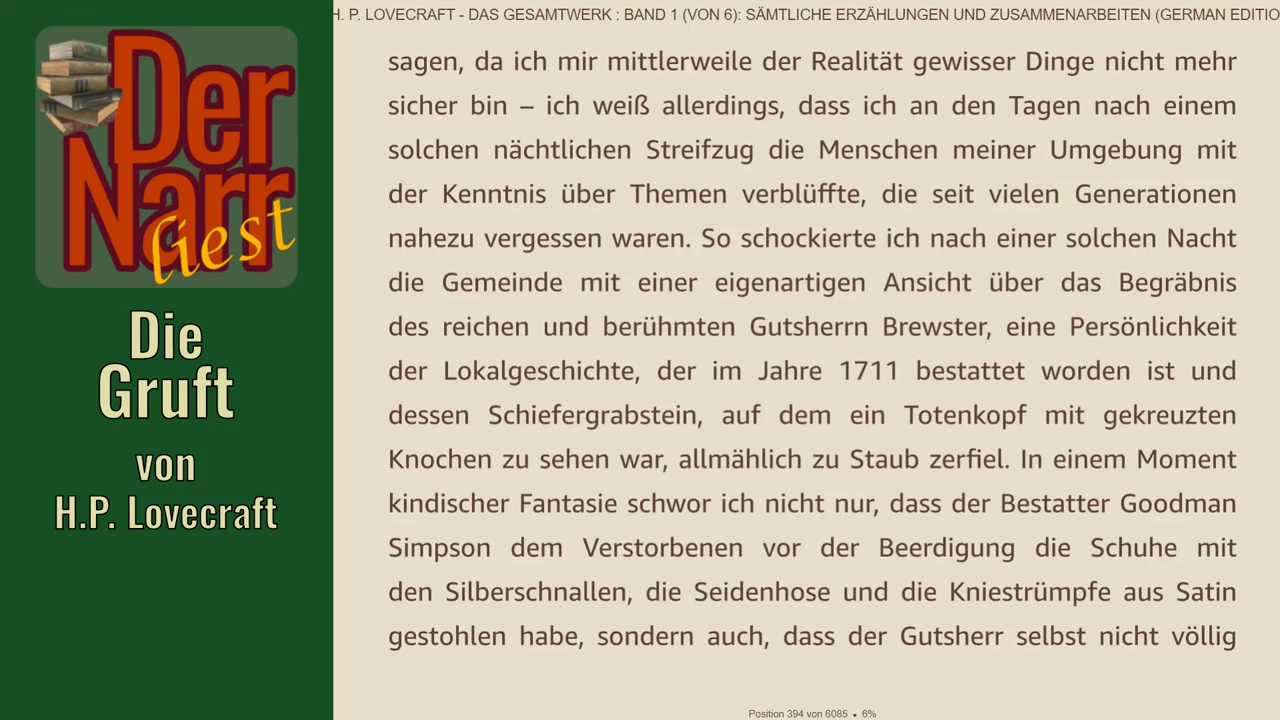 Der
Narr
liest
Die
Gruft
von
H.P. Lovecraft
H. P. LOVECRAFT - DAS GESAMTWERK : BAND 1 (VON 6): SÄMTLICHE ERZÄHLUNGEN UND ZUSAMMENARBEITEN (GERMAN EDITIO
sagen, da ich mir mittlerweile der Realität gewisser Dinge nicht mehr
sicher bin – ich weiß allerdings, dass ich an den Tagen nach einem
solchen nächtlichen Streifzug die Menschen meiner Umgebung mit
der Kenntnis über Themen verblüffte, die seit vielen Generationen
nahezu vergessen waren. So schockierte ich nach einer solchen Nacht
die Gemeinde mit einer eigenartigen Ansicht über das Begräbnis
des reichen und berühmten Gutsherrn Brewster, eine Persönlichkeit
der Lokalgeschichte, der im Jahre 1711 bestattet worden ist und
dessen Schiefergrabstein, auf dem ein Totenkopf mit gekreuzten
Knochen zu sehen war, allmählich zu Staub zerfiel. In einem Moment
kindischer Fantasie schwor ich nicht nur, dass der Bestatter Goodman
Simpson dem Verstorbenen vor der Beerdigung die Schuhe mit
den Silberschnallen, die Seidenhose und die Kniestrümpfe aus Satin
gestohlen habe, sondern auch, dass der Gutsherr selbst nicht völlig
Position 394 von 6085 • 6%